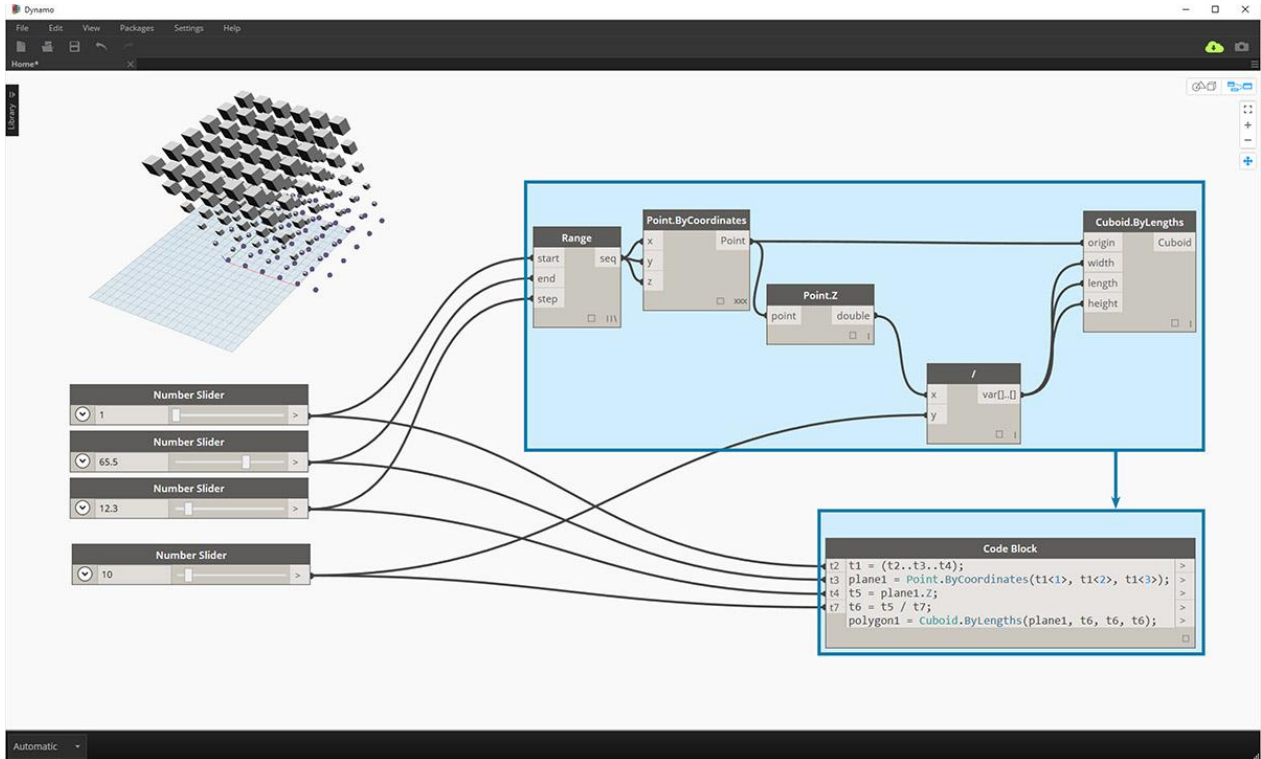 Dynamo
File Edit View Packages Settings Help
Home*
Library
Range
start seq
end
step
Point.ByCoordinates
x Point
y
z
xxx
Point.Z
point double
/
x var[]..[]
y
Cuboid.ByLengths
origin Cuboid
width
length
height
Number Slider
1 >
Number Slider
65.5 >
Number Slider
12.3 >
Number Slider
10 >
Code Block
t2 t1 = (t2..t3..t4); >
t3 plane1 = Point.ByCoordinates(t1<1>, t1<2>, t1<3>); >
t4 t5 = plane1.Z; >
t7 t6 = t5 / t7; >
polygon1 = Cuboid.ByLengths(plane1, t6, t6, t6); >
Automatic